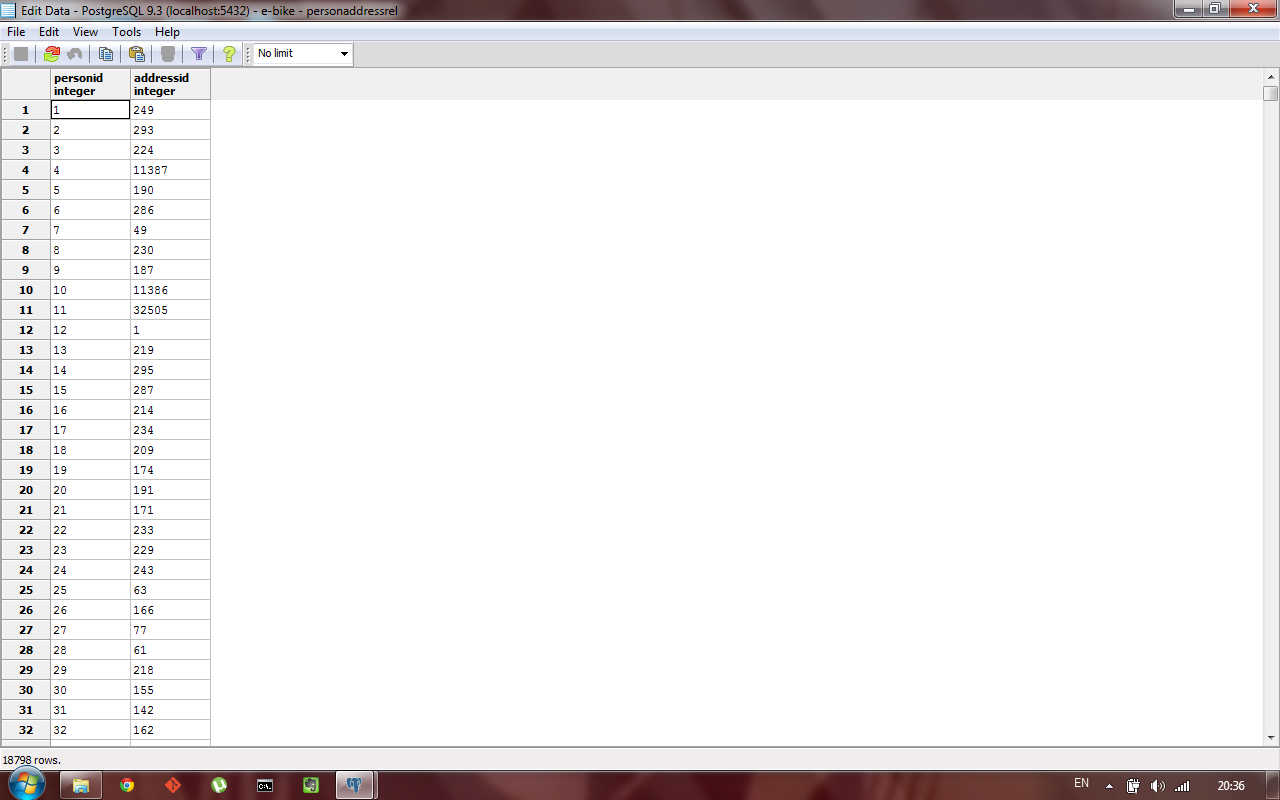 Edit Data - PostgreSQL 9.3 (localhost:5432) - e-bike - personaddressrel
File Edit View Tools Help
No limit
personid addressid
integer integer
1 1 249
2 2 293
3 3 224
4 4 11387
5 5 190
6 6 286
7 7 49
8 8 230
9 9 187
10 10 11386
11 11 32505
12 12 1
13 13 219
14 14 295
15 15 287
16 16 214
17 17 234
18 18 209
19 19 174
20 20 191
21 21 171
22 22 233
23 23 229
24 24 243
25 25 63
26 26 166
27 27 77
28 28 61
29 29 218
30 30 155
31 31 142
32 32 162
18798 rows.
C:\.
EN
20:36